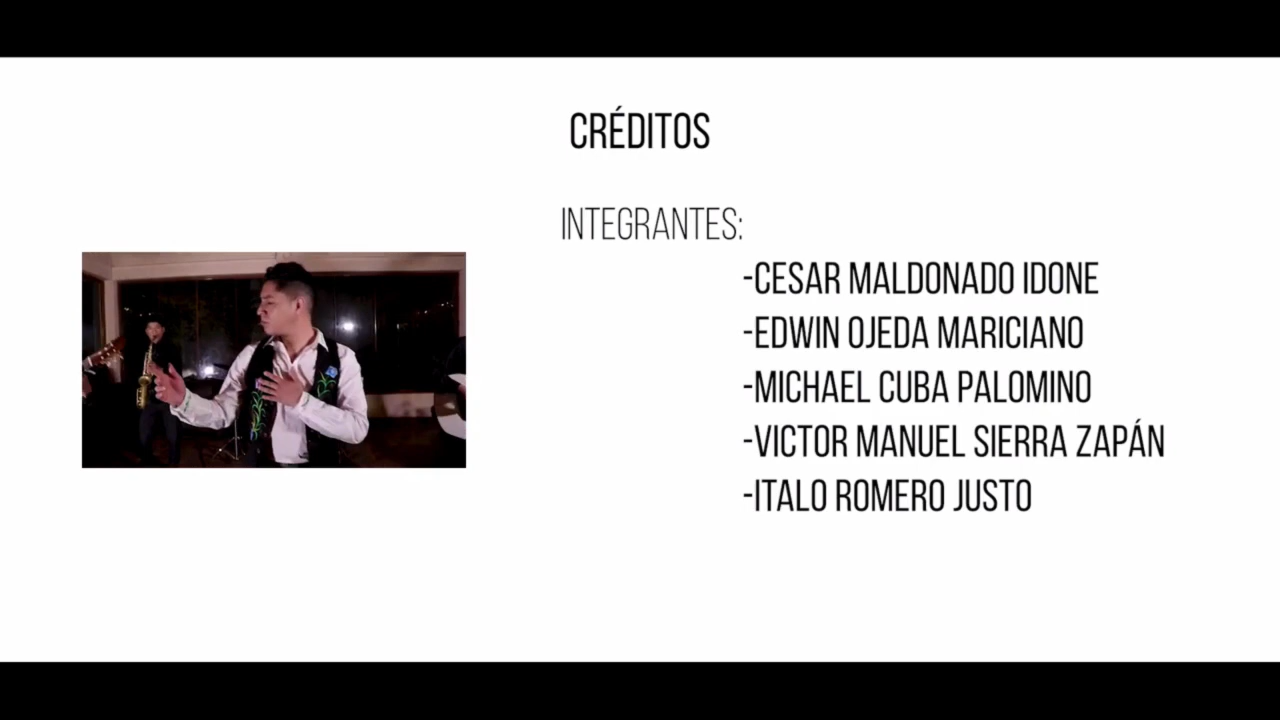 CRÉDITOS
INTEGRANTES:
-CESAR MALDONADO IDONE
-EDWIN OJEDA MARICIANO
-MICHAEL CUBA PALOMINO
-VICTOR MANUEL SIERRA ZAPÁN
-ITALO ROMERO JUSTO